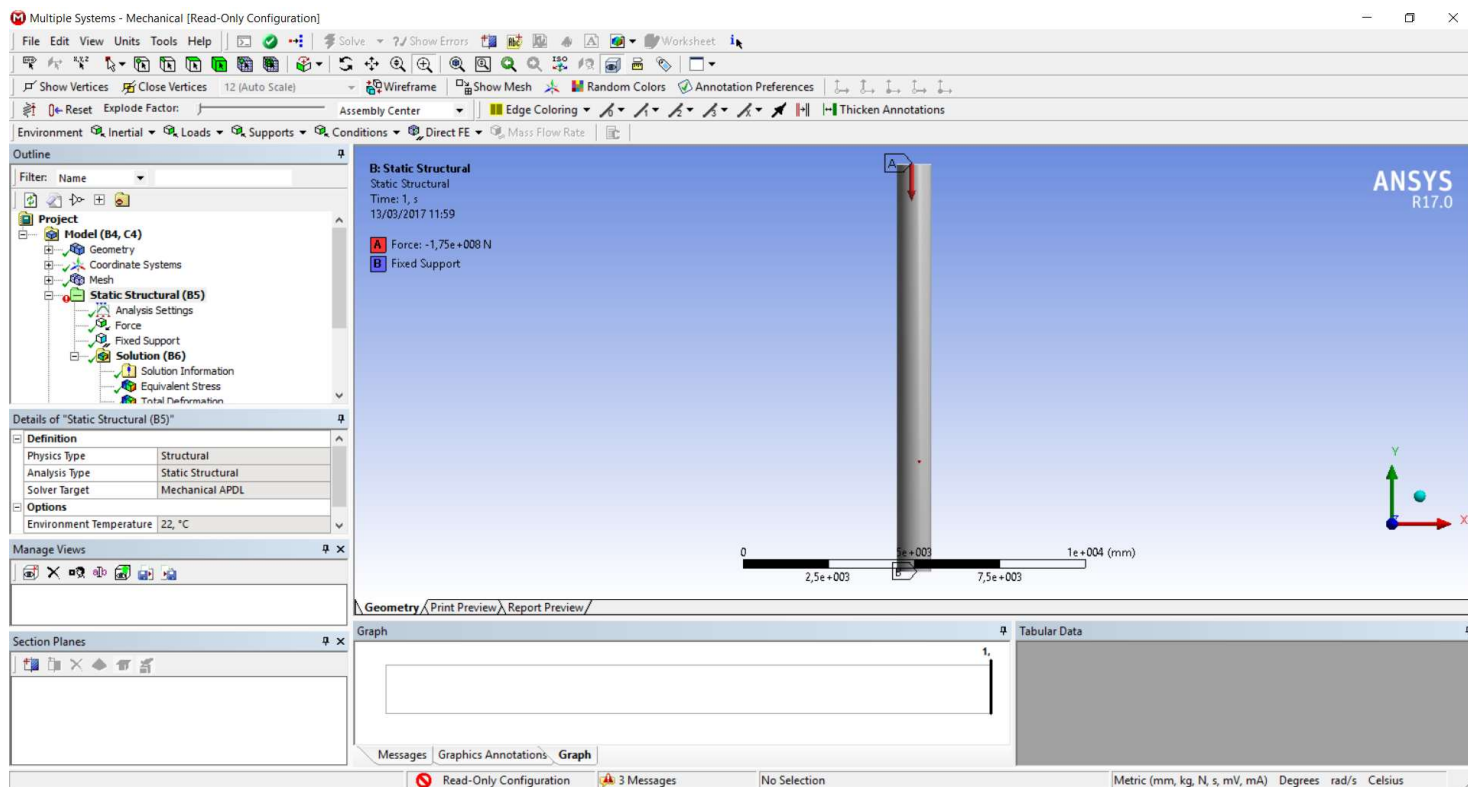 Multiple Systems - Mechanical [Read-Only Configuration]
File Edit View Units Tools Help Solve ?/ Show Errors Worksheet
Show Vertices Close Vertices 12 (Auto Scale) Wireframe Show Mesh Random Colors Annotation Preferences
Reset Explode Factor: Assembly Center Edge Coloring Thicken Annotations
Environment Inertial Loads Supports Conditions Direct FE Mass Flow Rate
Outline
Filter: Name
Project
Model (B4, C4)
Geometry
Coordinate Systems
Mesh
Static Structural (B5)
Analysis Settings
Force
Fixed Support
Solution (B6)
Solution Information
Equivalent Stress
Total Deformation
Details of "Static Structural (B5)"
Definition
Physics Type Structural
Analysis Type Static Structural
Solver Target Mechanical APDL
Options
Environment Temperature 22, °C
Manage Views
Section Planes
B: Static Structural
Static Structural
Time: 1, s
13/03/2017 11:59
A Force: -1,75e+008 N
B Fixed Support
A
ANSYS
R17.0
Y
X
0 5e+003 1e+004 (mm)
B
2,5e+003 7,5e+003
Geometry Print Preview Report Preview
Graph
1,
Messages Graphics Annotations Graph
Tabular Data
Read-Only Configuration 3 Messages No Selection Metric (mm, kg, N, s, mV, mA) Degrees rad/s Celsius